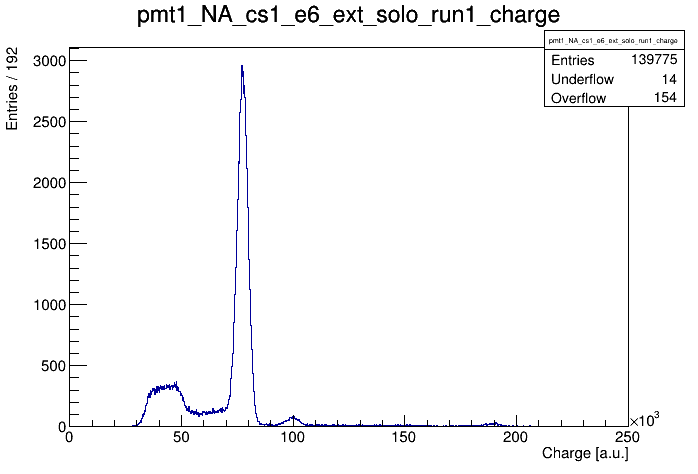 pmt1_NA_cs1_e6_ext_solo_run1_charge
pmt1_NA_cs1_e6_ext_solo_run1_charge
Entries 139775
Underflow 14
Overflow 154
Entries / 192
3000
2500
2000
1500
1000
500
0
0 50 100 150 200 250
×10³
Charge [a.u.]